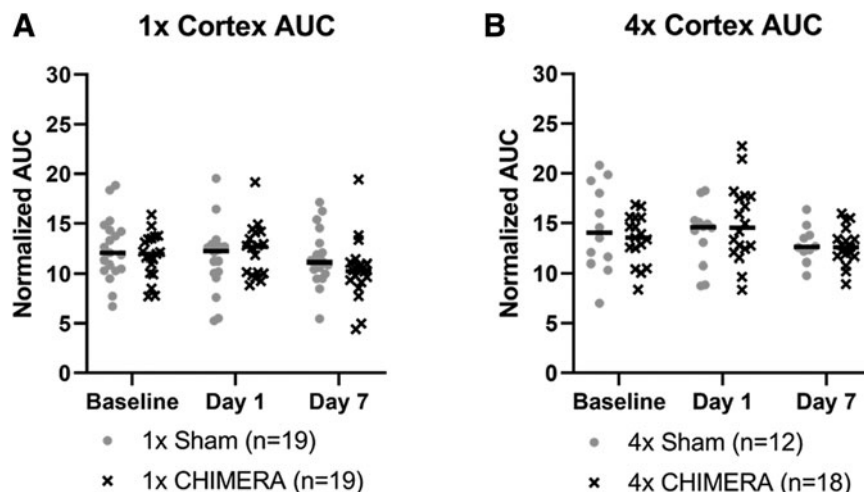 A
1x Cortex AUC
Normalized AUC
30
25
20
15
10
5
0
Baseline Day 1 Day 7
1x Sham (n=19)
1x CHIMERA (n=19)
B
4x Cortex AUC
Normalized AUC
30
25
20
15
10
5
0
Baseline Day 1 Day 7
4x Sham (n=12)
4x CHIMERA (n=18)